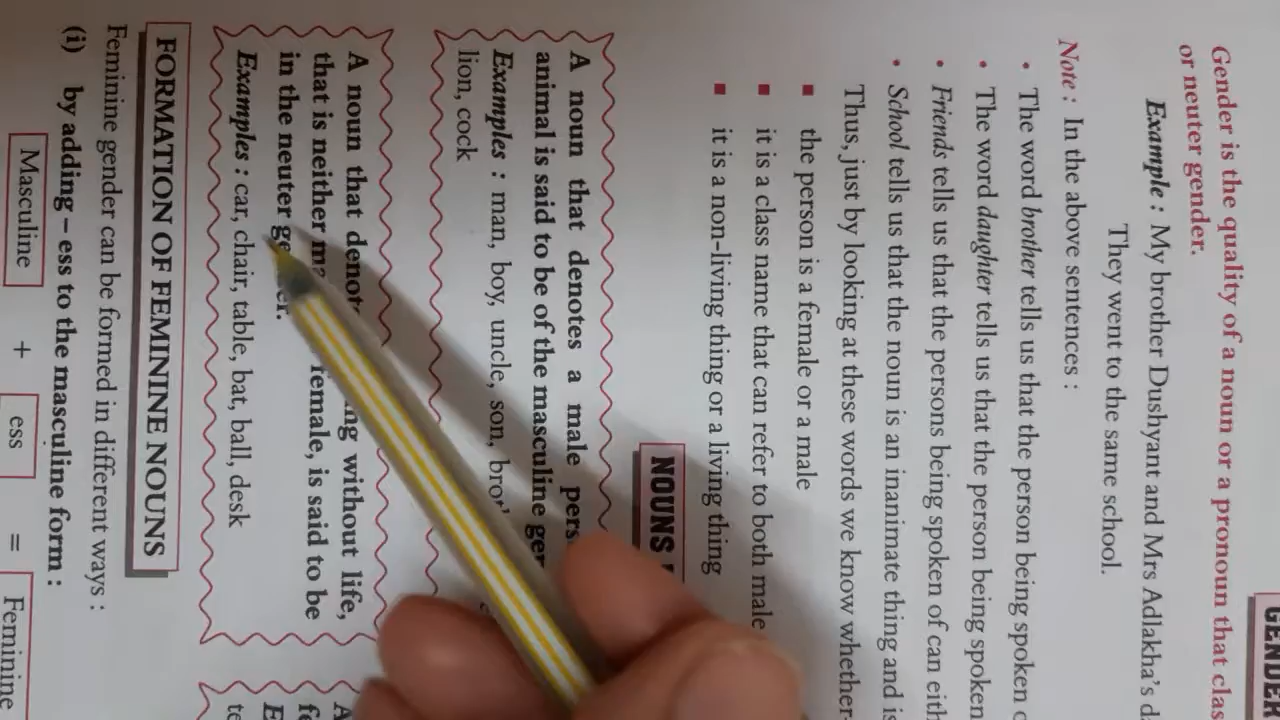 GENDER
Gender is the quality of a noun or a pronoun that clas
or neuter gender.
Example : My brother Dushyant and Mrs Adlakha's d
They went to the same school.
Note : In the above sentences :
• The word brother tells us that the person being spoken o
• The word daughter tells us that the person being spoken
• Friends tells us that the persons being spoken of can eith
• School tells us that the noun is an inanimate thing and is
Thus, just by looking at these words we know whether-
▪ the person is a female or a male
▪ it is a class name that can refer to both male
▪ it is a non-living thing or a living thing
NOUNS
A noun that denotes a male pers
animal is said to be of the masculine gen
Examples : man, boy, uncle, son, brot
lion, cock
A noun that denot ng without life,
that is neither ma female, is said to be
in the neuter ge er.
Examples : car, chair, table, bat, ball, desk
FORMATION OF FEMININE NOUNS
Feminine gender can be formed in different ways :
(i) by adding – ess to the masculine form :
Masculine + ess = Feminine